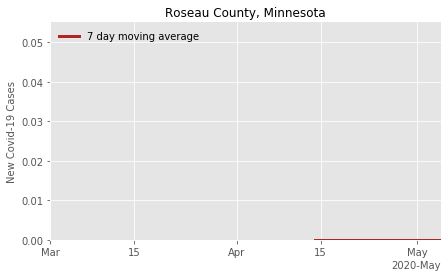 Roseau County, Minnesota
7 day moving average
New Covid-19 Cases
0.05
0.04
0.03
0.02
0.01
0.00
Mar 15 Apr 15 May
2020-May